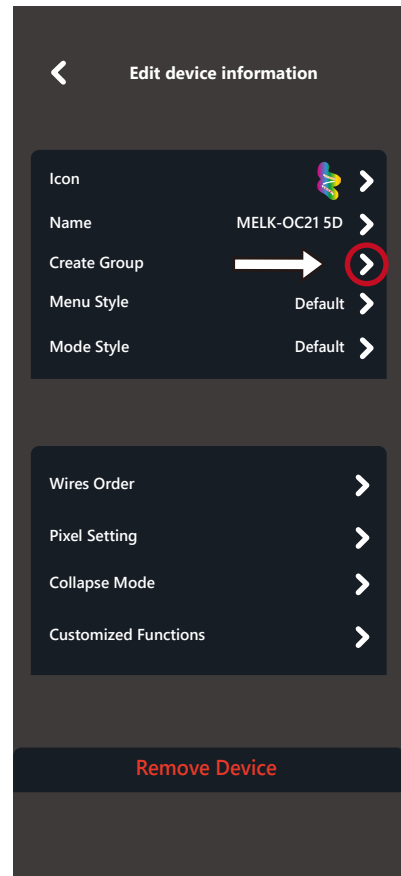 Edit device information
Icon
Name MELK-OC21 5D
Create Group
Menu Style Default
Mode Style Default
Wires Order
Pixel Setting
Collapse Mode
Customized Functions
Remove Device